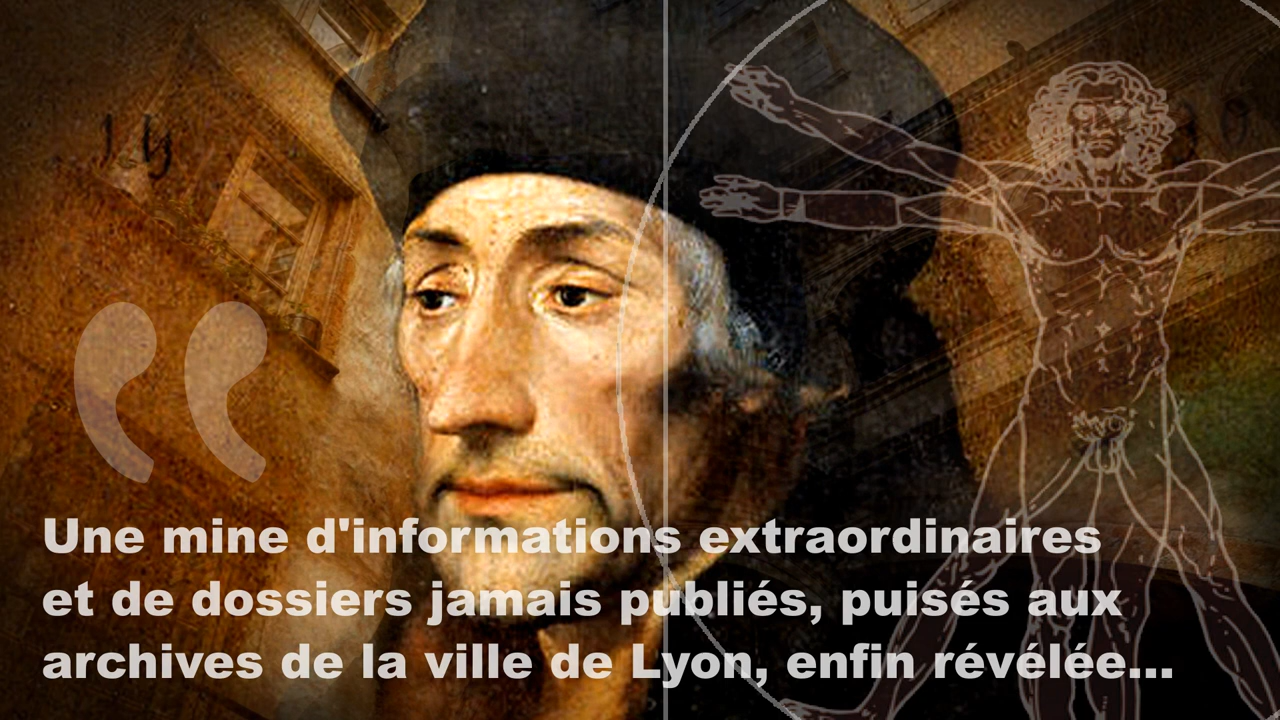 Une mine d'informations extraordinaires
et de dossiers jamais publiés, puisés aux
archives de la ville de Lyon, enfin révélée...